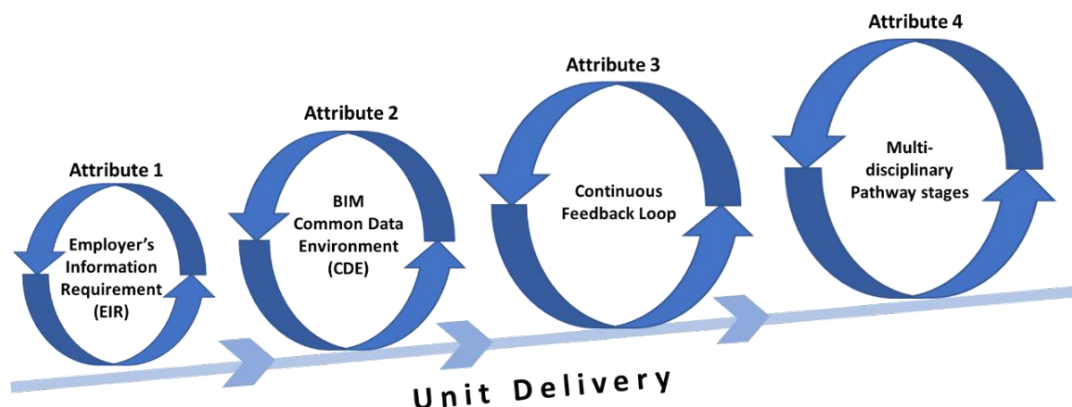 Attribute 1
Employer's
Information
Requirement
(EIR)
Attribute 2
BIM
Common Data
Environment
(CDE)
Attribute 3
Continuous
Feedback Loop
Attribute 4
Multi-
disciplinary
Pathway stages
Unit Delivery